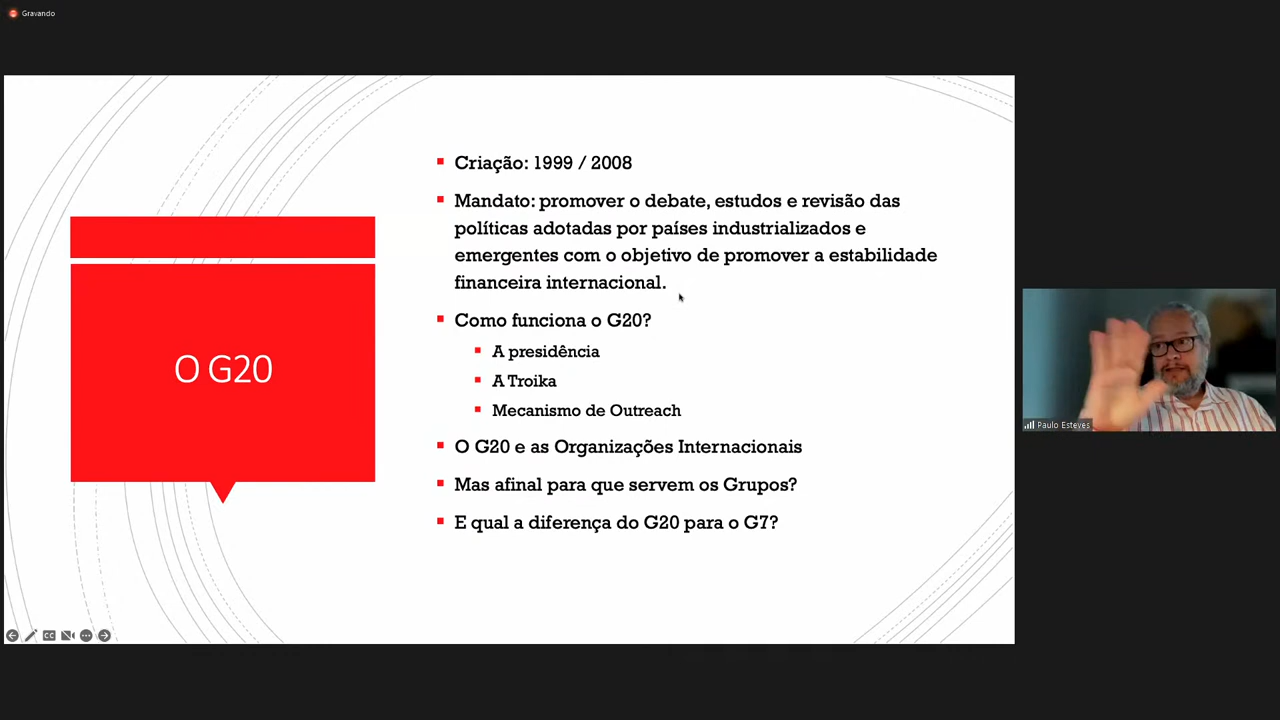 Gravando
O G20
Criação: 1999 / 2008
Mandato: promover o debate, estudos e revisão das
políticas adotadas por países industrializados e
emergentes com o objetivo de promover a estabilidade
financeira internacional.
Como funciona o G20?
A presidência
A Troika
Mecanismo de Outreach
O G20 e as Organizações Internacionais
Mas afinal para que servem os Grupos?
E qual a diferença do G20 para o G7?
CC
Paulo Esteves